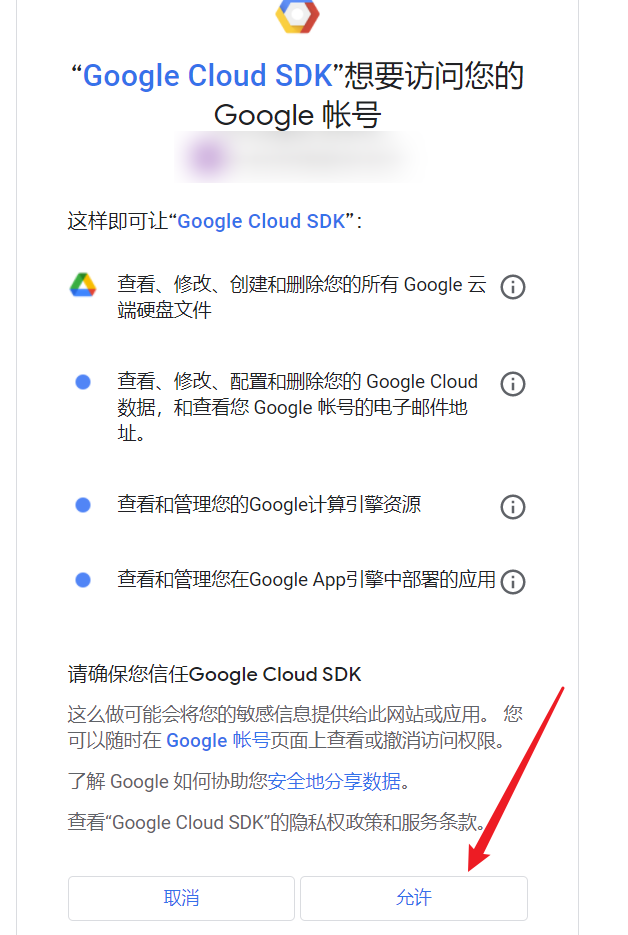 “Google Cloud SDK”想要访问您的
Google 帐号
这样即可让“Google Cloud SDK”：
查看、修改、创建和删除您的所有 Google 云
端硬盘文件
查看、修改、配置和删除您的 Google Cloud
数据，和查看您 Google 帐号的电子邮件地
址。
查看和管理您的Google计算引擎资源
查看和管理您在Google App引擎中部署的应用
请确保您信任Google Cloud SDK
这么做可能会将您的敏感信息提供给此网站或应用。 您
可以随时在 Google 帐号页面上查看或撤消访问权限。
了解 Google 如何协助您安全地分享数据。
查看“Google Cloud SDK”的隐私权政策和服务条款。
取消
允许